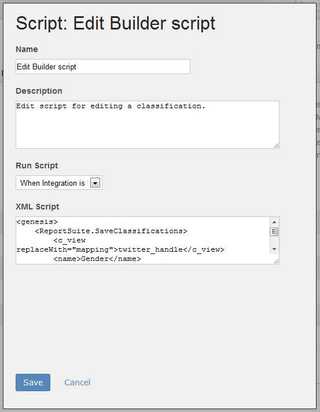 Script: Edit Builder script
Name
Edit Builder script
Description
Edit script for editing a classification.
Run Script
When Integration is
XML Script
<genesis>
<ReportSuite.SaveClassifications>
<c_view
replaceWith="mapping">twitter_handle</c_view>
<name>Gender</name>
Save
Cancel